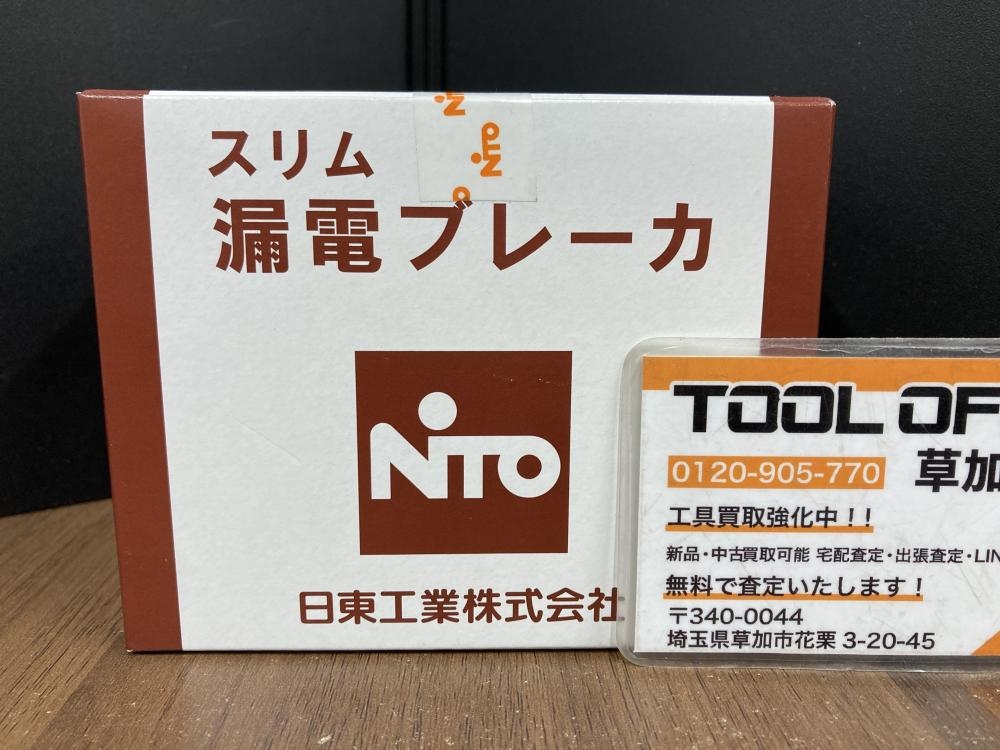 スリム
漏電ブレーカ
NITO
日東工業株式会社
TOOL OF
0120-905-770 草加
工具買取強化中!!
新品・中古買取可能 宅配査定・出張査定・LIN
無料で査定いたします!
〒340-0044
埼玉県草加市花栗 3-20-45